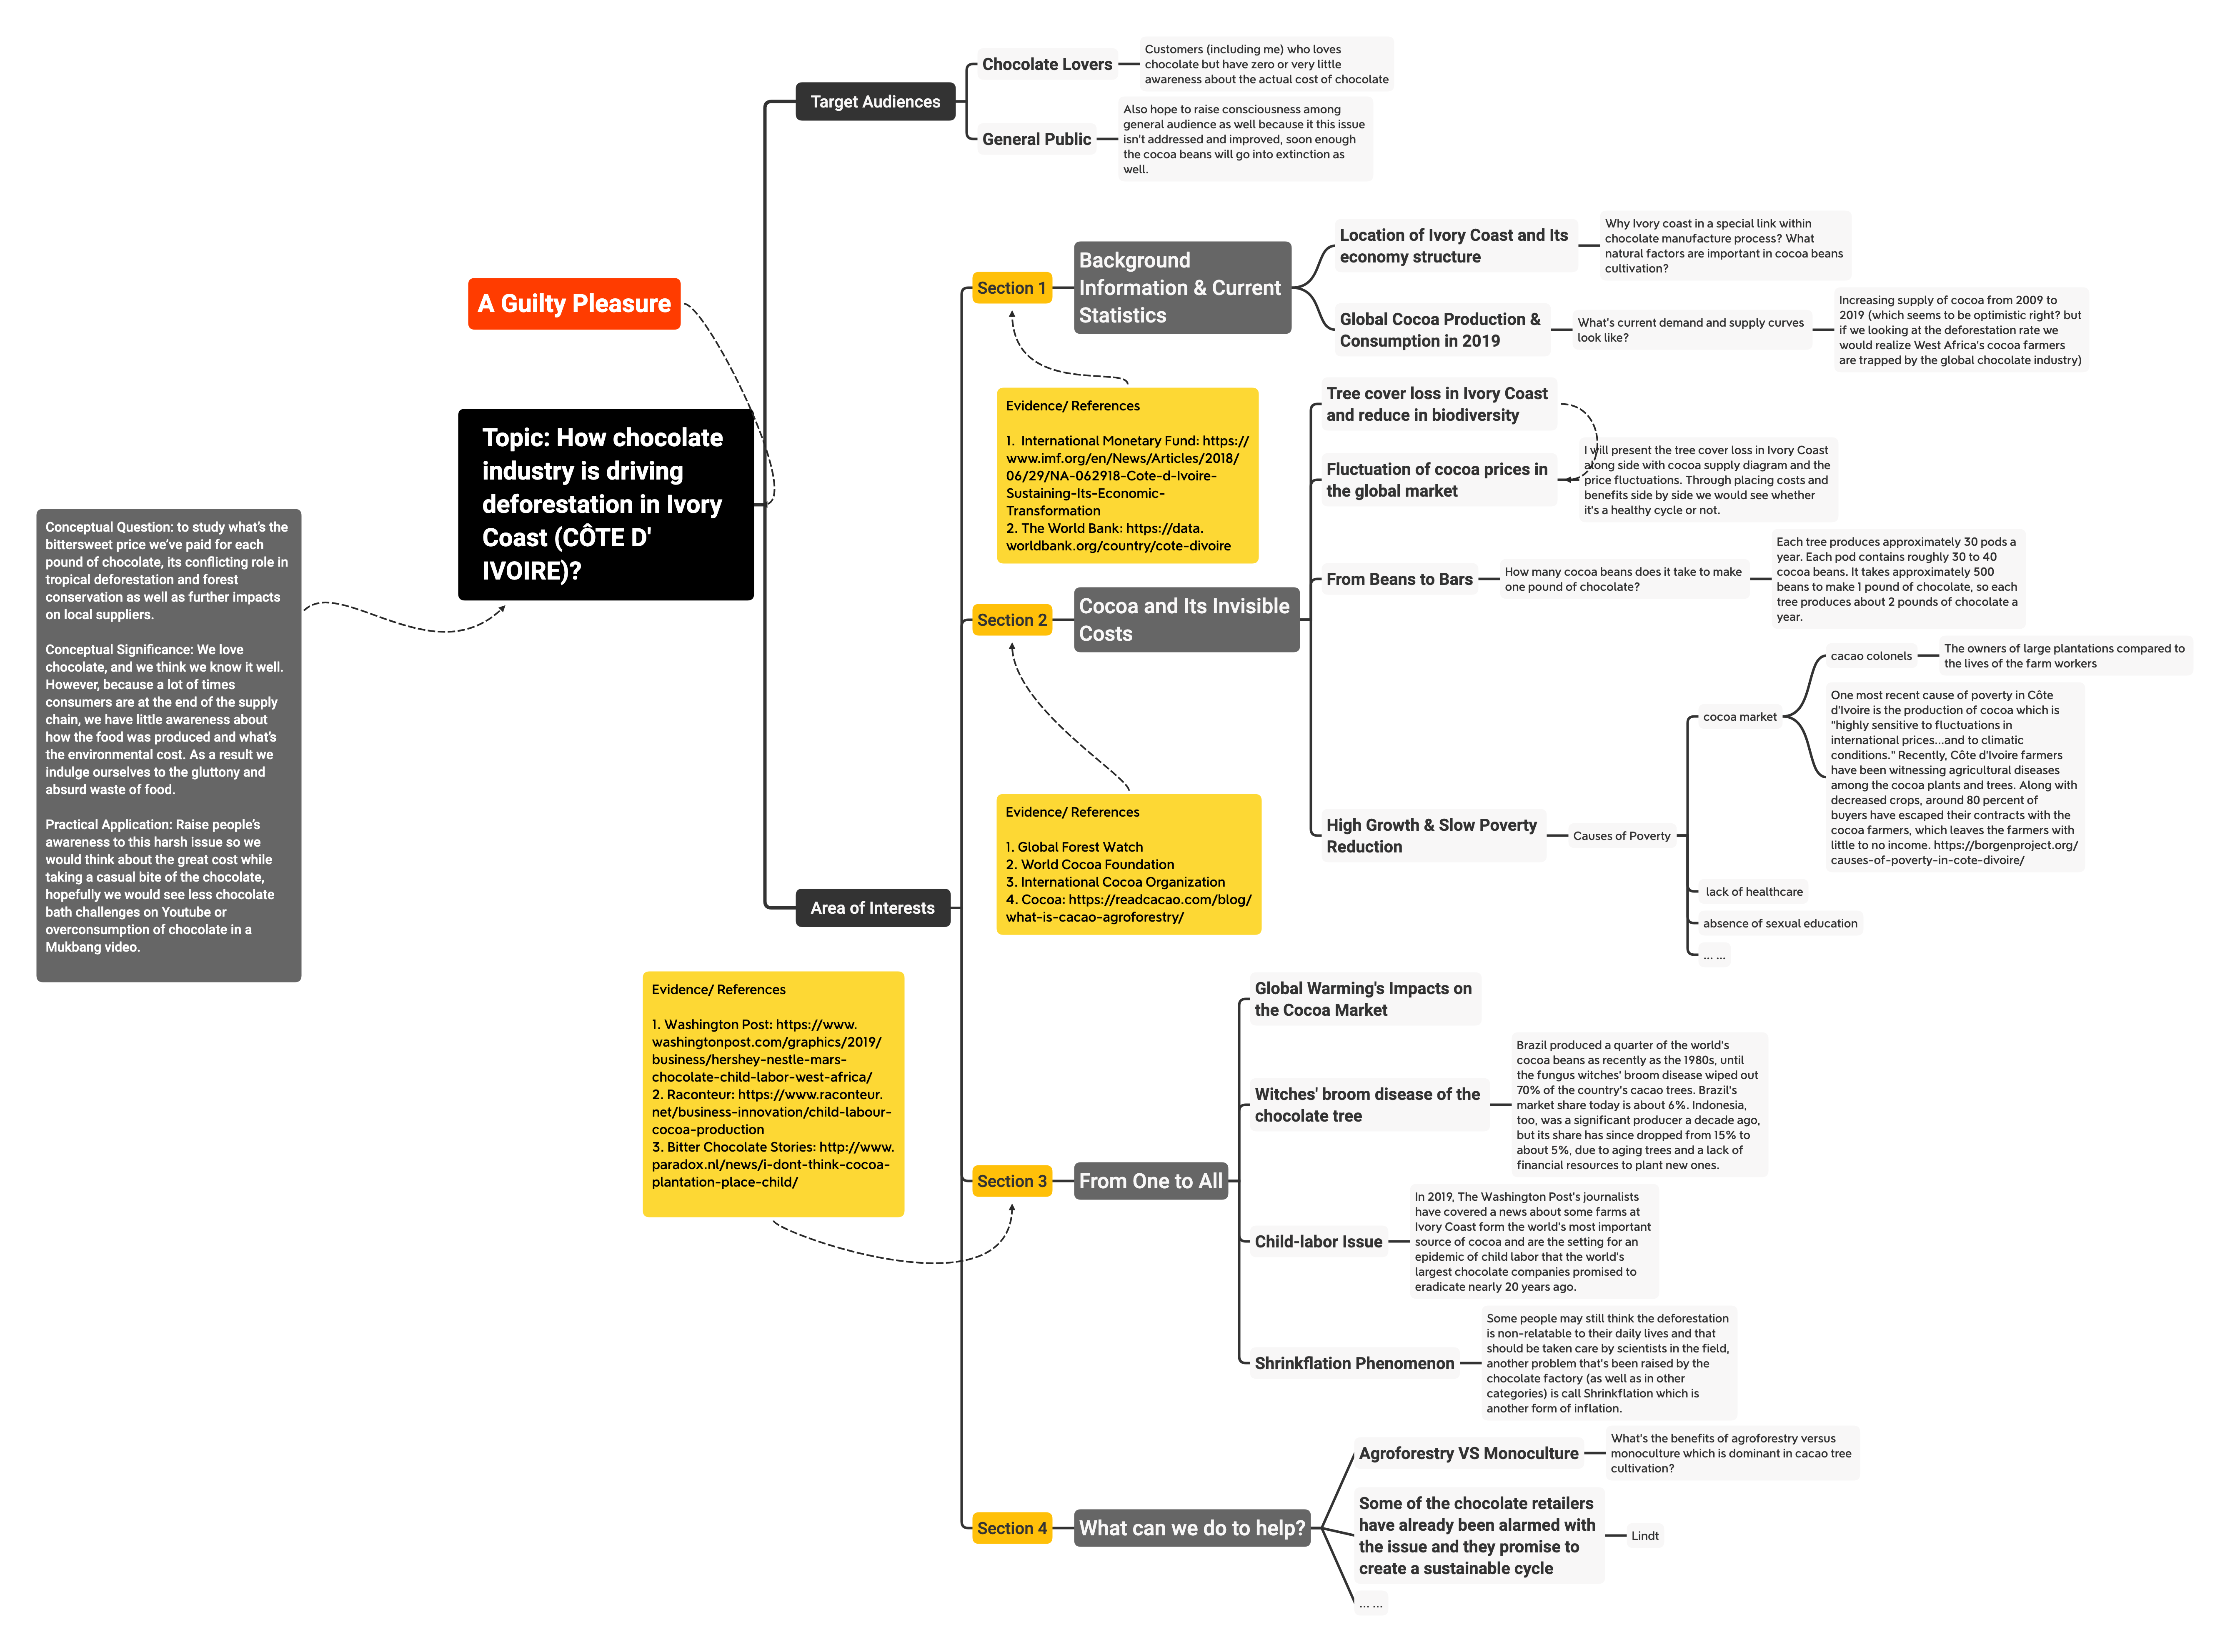 Chocolate Lovers
Customers (including me) who loves
chocolate but have zero or very little
awareness about the actual cost of chocolate
Target Audiences
General Public
Also hope to raise consciousness among
general audience as well because it this issue
isn't addressed and improved, soon enough
the cocoa beans will go into extinction as
well.
A Guilty Pleasure
Topic: How chocolate
industry is driving
deforestation in Ivory
Coast (CÔTE D'
IVOIRE)?
Conceptual Question: to study what's the
bittersweet price we've paid for each
pound of chocolate, its conflicting role in
tropical deforestation and forest
conservation as well as further impacts
on local suppliers.
Conceptual Significance: We love
chocolate, and we think we know it well.
However, because a lot of times
consumers are at the end of the supply
chain, we have little awareness about
how the food was produced and what's
the environmental cost. As a result we
indulge ourselves to the gluttony and
absurd waste of food.
Practical Application: Raise people's
awareness to this harsh issue so we
would think about the great cost while
taking a casual bite of the chocolate,
hopefully we would see less chocolate
bath challenges on Youtube or
overconsumption of chocolate in a
Mukbang video.
Area of Interests
Section 1
Background
Information & Current
Statistics
Location of Ivory Coast and Its
economy structure
Why Ivory coast in a special link within
chocolate manufacture process? What
natural factors are important in cocoa beans
cultivation?
Global Cocoa Production &
Consumption in 2019
What's current demand and supply curves
look like?
Increasing supply of cocoa from 2009 to
2019 (which seems to be optimistic right? but
if we looking at the deforestation rate we
would realize West Africa's cocoa farmers
are trapped by the global chocolate industry)
Evidence/ References
1.  International Monetary Fund: https://
www.imf.org/en/News/Articles/2018/
06/29/NA-062918-Cote-d-Ivoire-
Sustaining-Its-Economic-
Transformation
2. The World Bank: https://data.
worldbank.org/country/cote-divoire
Section 2
Cocoa and Its Invisible
Costs
Tree cover loss in Ivory Coast
and reduce in biodiversity
Fluctuation of cocoa prices in
the global market
I will present the tree cover loss in Ivory Coast
along side with cocoa supply diagram and the
price fluctuations. Through placing costs and
benefits side by side we would see whether
it's a healthy cycle or not.
From Beans to Bars
How many cocoa beans does it take to make
one pound of chocolate?
Each tree produces approximately 30 pods a
year. Each pod contains roughly 30 to 40
cocoa beans. It takes approximately 500
beans to make 1 pound of chocolate, so each
tree produces about 2 pounds of chocolate a
year.
High Growth & Slow Poverty
Reduction
Causes of Poverty
cocoa market
cacao colonels
The owners of large plantations compared to
the lives of the farm workers
One most recent cause of poverty in Côte
d'Ivoire is the production of cocoa which is
"highly sensitive to fluctuations in
international prices...and to climatic
conditions." Recently, Côte d'Ivoire farmers
have been witnessing agricultural diseases
among the cocoa plants and trees. Along with
decreased crops, around 80 percent of
buyers have escaped their contracts with the
cocoa farmers, which leaves the farmers with
little to no income. https://borgenproject.org/
causes-of-poverty-in-cote-divoire/
lack of healthcare
absence of sexual education
... ...
Evidence/ References
1. Global Forest Watch
2. World Cocoa Foundation
3. International Cocoa Organization
4. Cocoa: https://readcacao.com/blog/
what-is-cacao-agroforestry/
Evidence/ References
1. Washington Post: https://www.
washingtonpost.com/graphics/2019/
business/hershey-nestle-mars-
chocolate-child-labor-west-africa/
2. Raconteur: https://www.raconteur.
net/business-innovation/child-labour-
cocoa-production
3. Bitter Chocolate Stories: http://www.
paradox.nl/news/i-dont-think-cocoa-
plantation-place-child/
Section 3
From One to All
Global Warming's Impacts on
the Cocoa Market
Witches' broom disease of the
chocolate tree
Brazil produced a quarter of the world's
cocoa beans as recently as the 1980s, until
the fungus witches' broom disease wiped out
70% of the country's cacao trees. Brazil's
market share today is about 6%. Indonesia,
too, was a significant producer a decade ago,
but its share has since dropped from 15% to
about 5%, due to aging trees and a lack of
financial resources to plant new ones.
Child-labor Issue
In 2019, The Washington Post's journalists
have covered a news about some farms at
Ivory Coast form the world's most important
source of cocoa and are the setting for an
epidemic of child labor that the world's
largest chocolate companies promised to
eradicate nearly 20 years ago.
Shrinkflation Phenomenon
Some people may still think the deforestation
is non-relatable to their daily lives and that
should be taken care by scientists in the field,
another problem that's been raised by the
chocolate factory (as well as in other
categories) is call Shrinkflation which is
another form of inflation.
Section 4
What can we do to help?
Agroforestry VS Monoculture
What's the benefits of agroforestry versus
monoculture which is dominant in cacao tree
cultivation?
Some of the chocolate retailers
have already been alarmed with
the issue and they promise to
create a sustainable cycle
Lindt
... ...